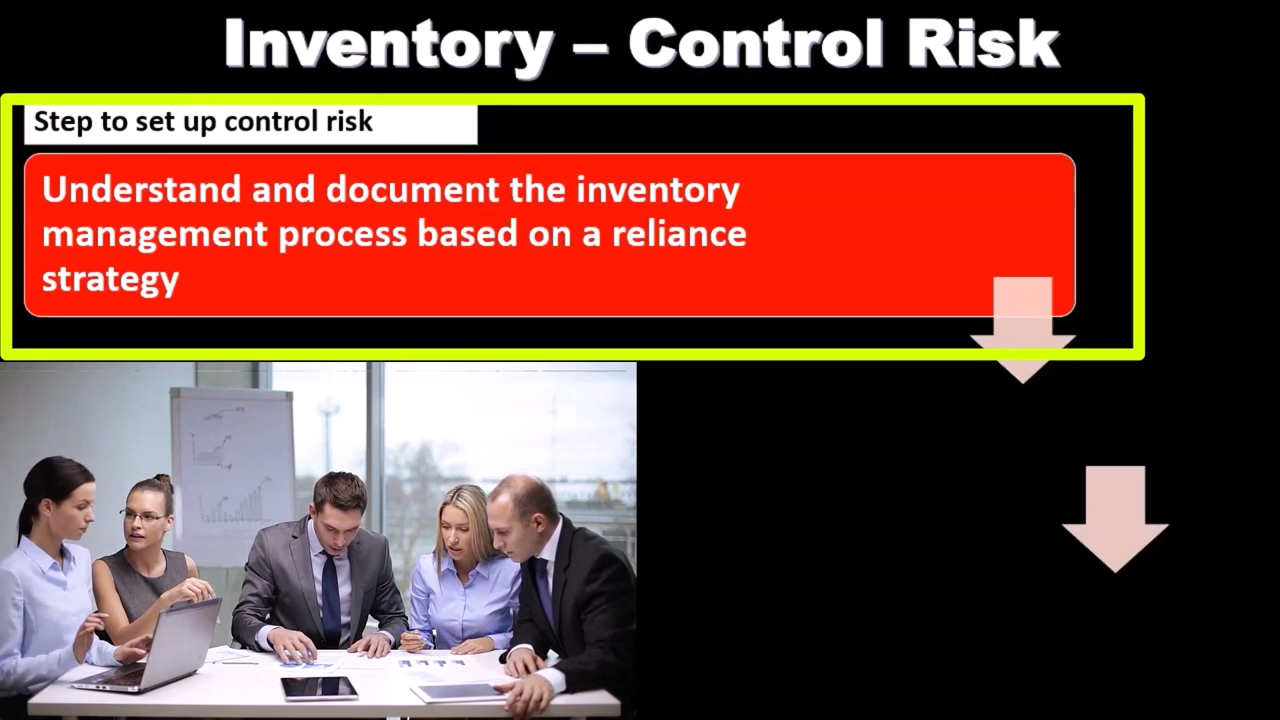 Inventory – Control Risk
Step to set up control risk
Understand and document the inventory
management process based on a reliance
strategy